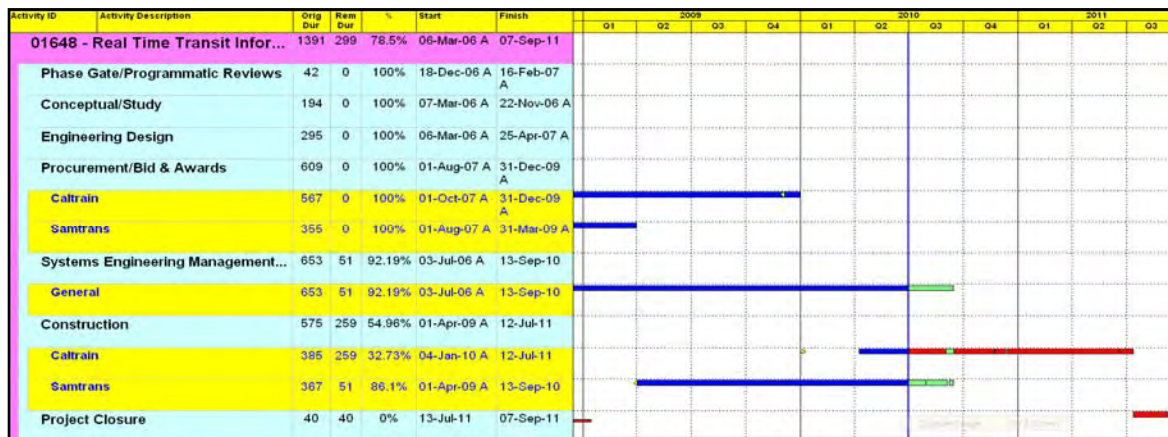 Activity ID Activity Description Orig Dur Rem Dur % Start Finish 2009 2010 2011
Q1 Q2 Q3 Q4 Q1 Q2 Q3 Q4 Q1 Q2 Q3
01648 - Real Time Transit Infor... 1391 299 78.5% 06-Mar-06 A 07-Sep-11
Phase Gate/Programmatic Reviews 42 0 100% 18-Dec-06 A 16-Feb-07 A
Conceptual/Study 194 0 100% 07-Mar-06 A 22-Nov-06 A
Engineering Design 295 0 100% 06-Mar-06 A 25-Apr-07 A
Procurement/Bid & Awards 609 0 100% 01-Aug-07 A 31-Dec-09 A
Caltrain 567 0 100% 01-Oct-07 A 31-Dec-09 A
Samtrans 355 0 100% 01-Aug-07 A 31-Mar-09 A
Systems Engineering Management... 653 51 92.19% 03-Jul-06 A 13-Sep-10
General 653 51 92.19% 03-Jul-06 A 13-Sep-10
Construction 575 259 54.96% 01-Apr-09 A 12-Jul-11
Caltrain 385 259 32.73% 04-Jan-10 A 12-Jul-11
Samtrans 367 51 86.1% 01-Apr-09 A 13-Sep-10
Project Closure 40 40 0% 13-Jul-11 07-Sep-11